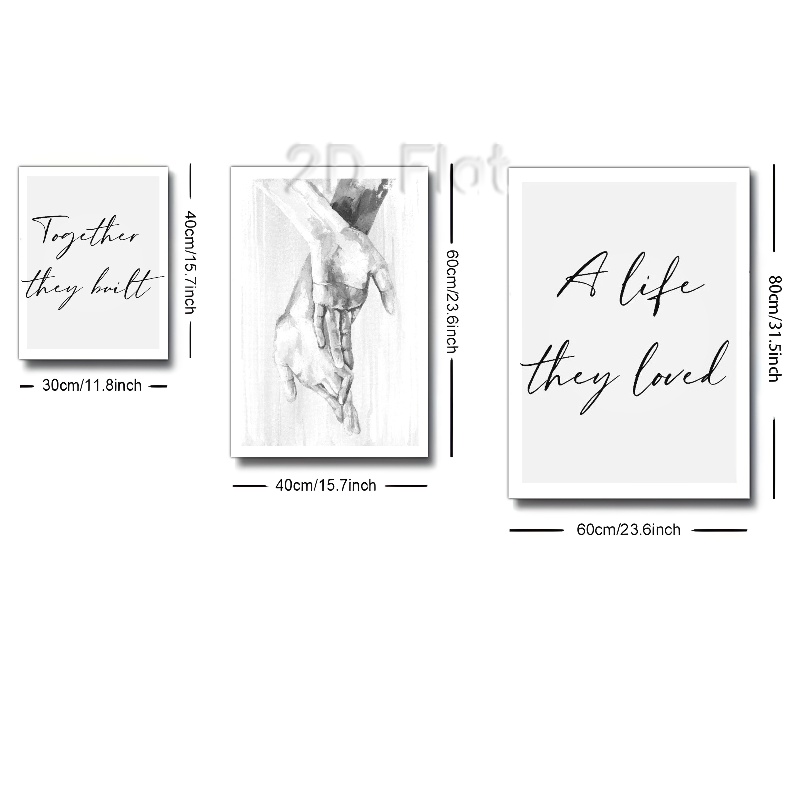 2D Flat
Together
they built
40cm/15.7inch
30cm/11.8inch
60cm/23.6inch
40cm/15.7inch
A life
they loved
80cm/31.5inch
60cm/23.6inch